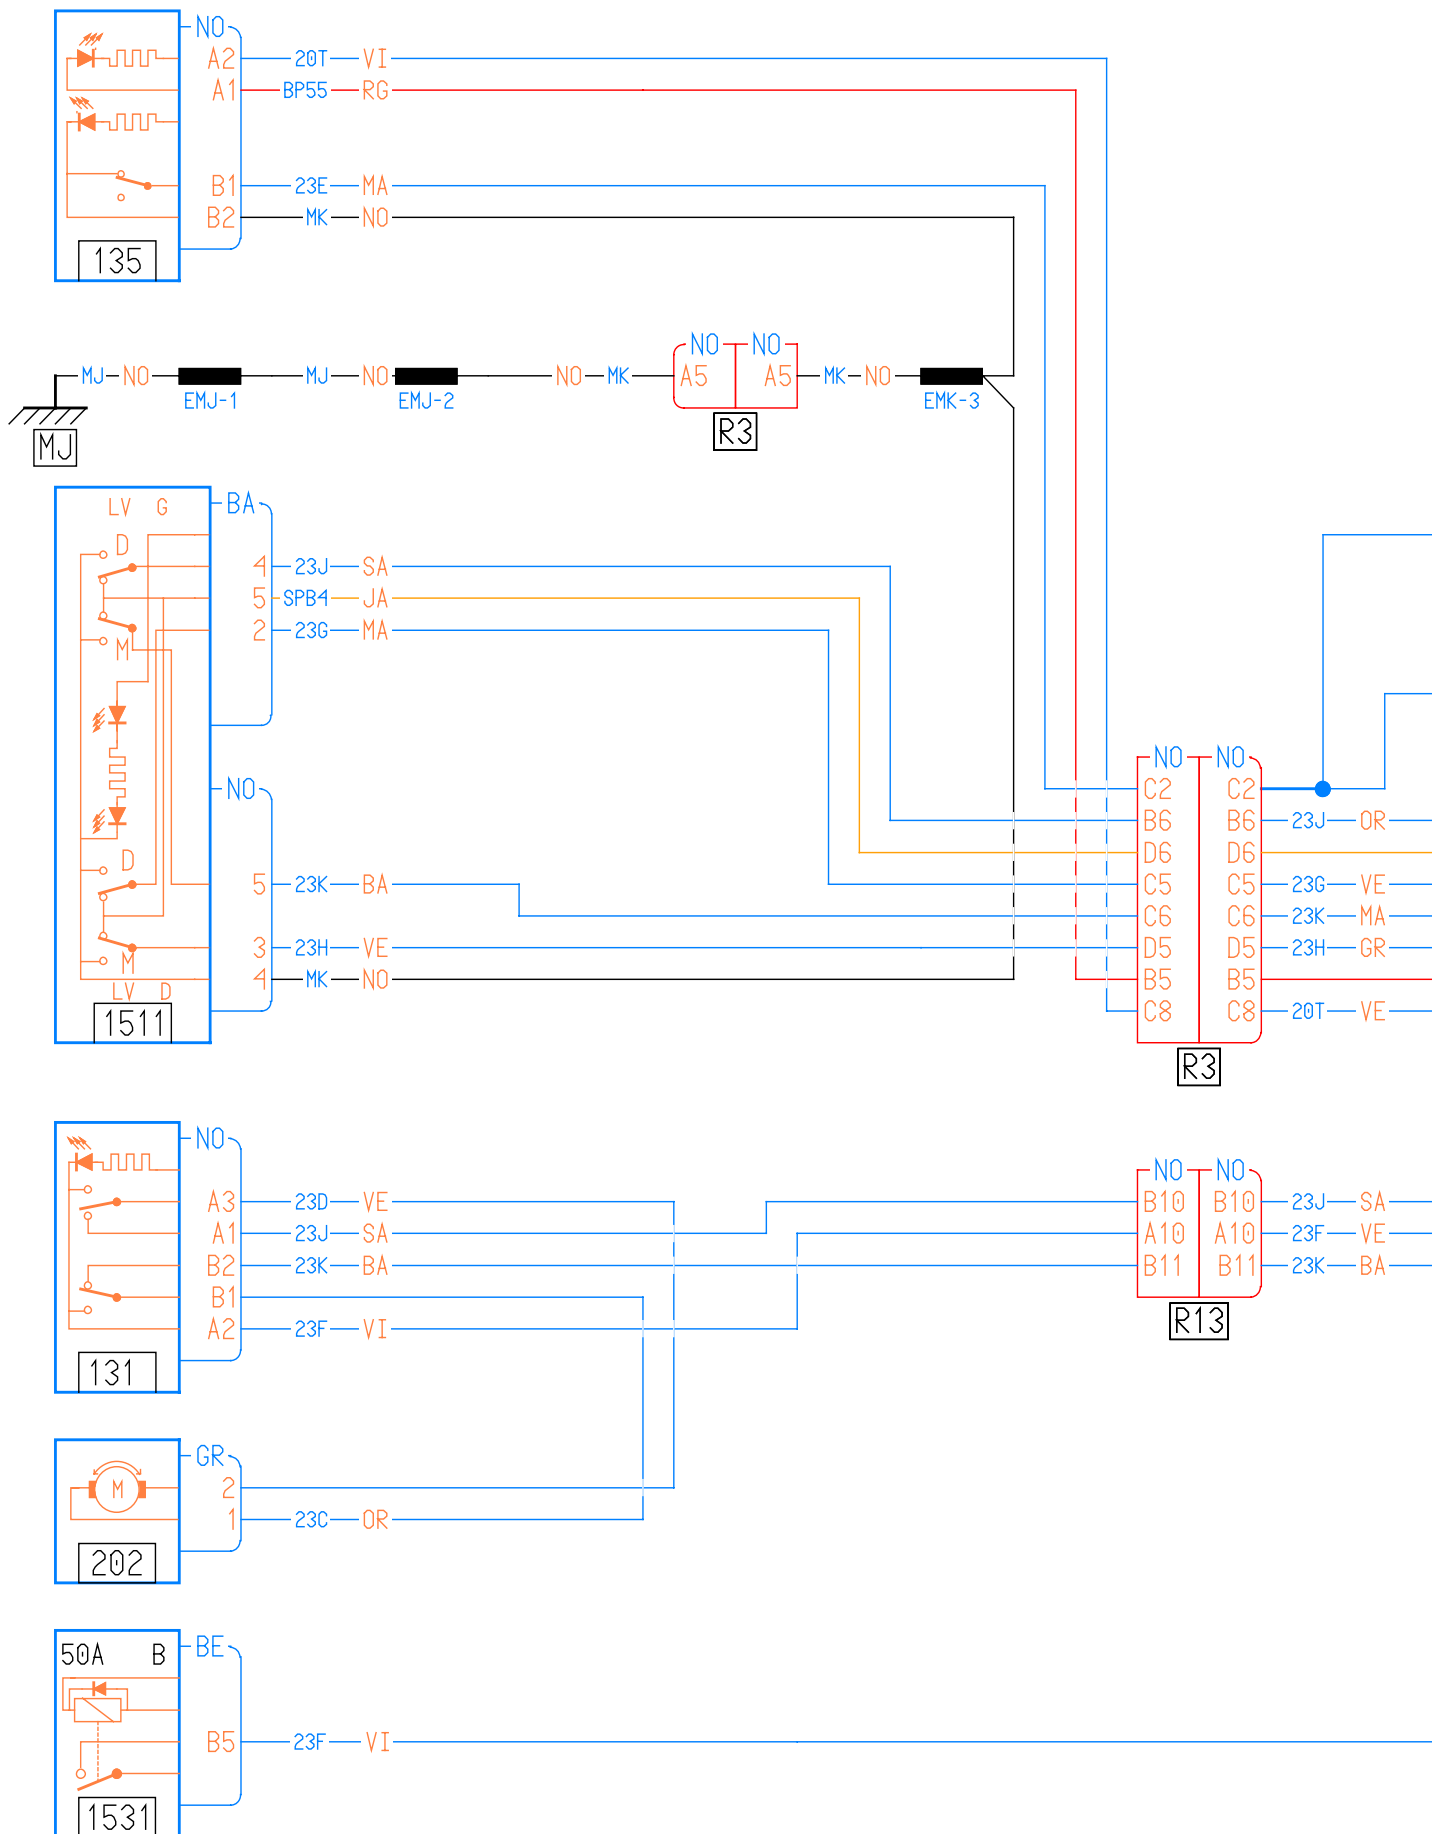 NO
A2 20T VI
A1 BP55 RG
B1 23E MA
B2 MK NO
135
NO NO
MJ NO MJ NO NO MK A5 A5 MK NO
EMJ-1 EMJ-2 EMK-3
R3
MJ
LV G BA
D
4 23J SA
5 SPB4 JA
2 23G MA
M
NO NO
NO
C2 C2
B6 B6 23J OR
D6 D6
D
5 23K BA C5 C5 23G VE
C6 C6 23K MA
3 23H VE D5 D5 23H GR
M
4 MK NO B5 B5
LV D
C8 C8 20T VE
1511
R3
NO
NO NO
A3 23D VE B10 B10 23J SA
A1 23J SA A10 A10 23F VE
B2 23K BA B11 B11 23K BA
B1
R13
A2 23F VI
131
GR
M 2
1 23C OR
202
50A B BE
B5 23F VI
1531